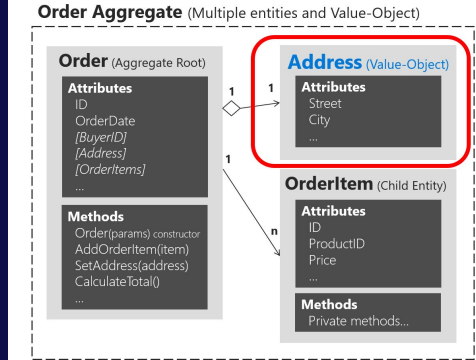 Order Aggregate (Multiple entities and Value-Object)
Order (Aggregate Root)
Attributes
ID
OrderDate
[BuyerID]
[Address]
[OrderItems]
...
Methods
Order(params) constructor
AddOrderItem(item)
SetAddress(address)
CalculateTotal()
...
1
1
1
n
Address (Value-Object)
Attributes
Street
City
...
OrderItem (Child Entity)
Attributes
ID
ProductID
Price
...
Methods
Private methods...